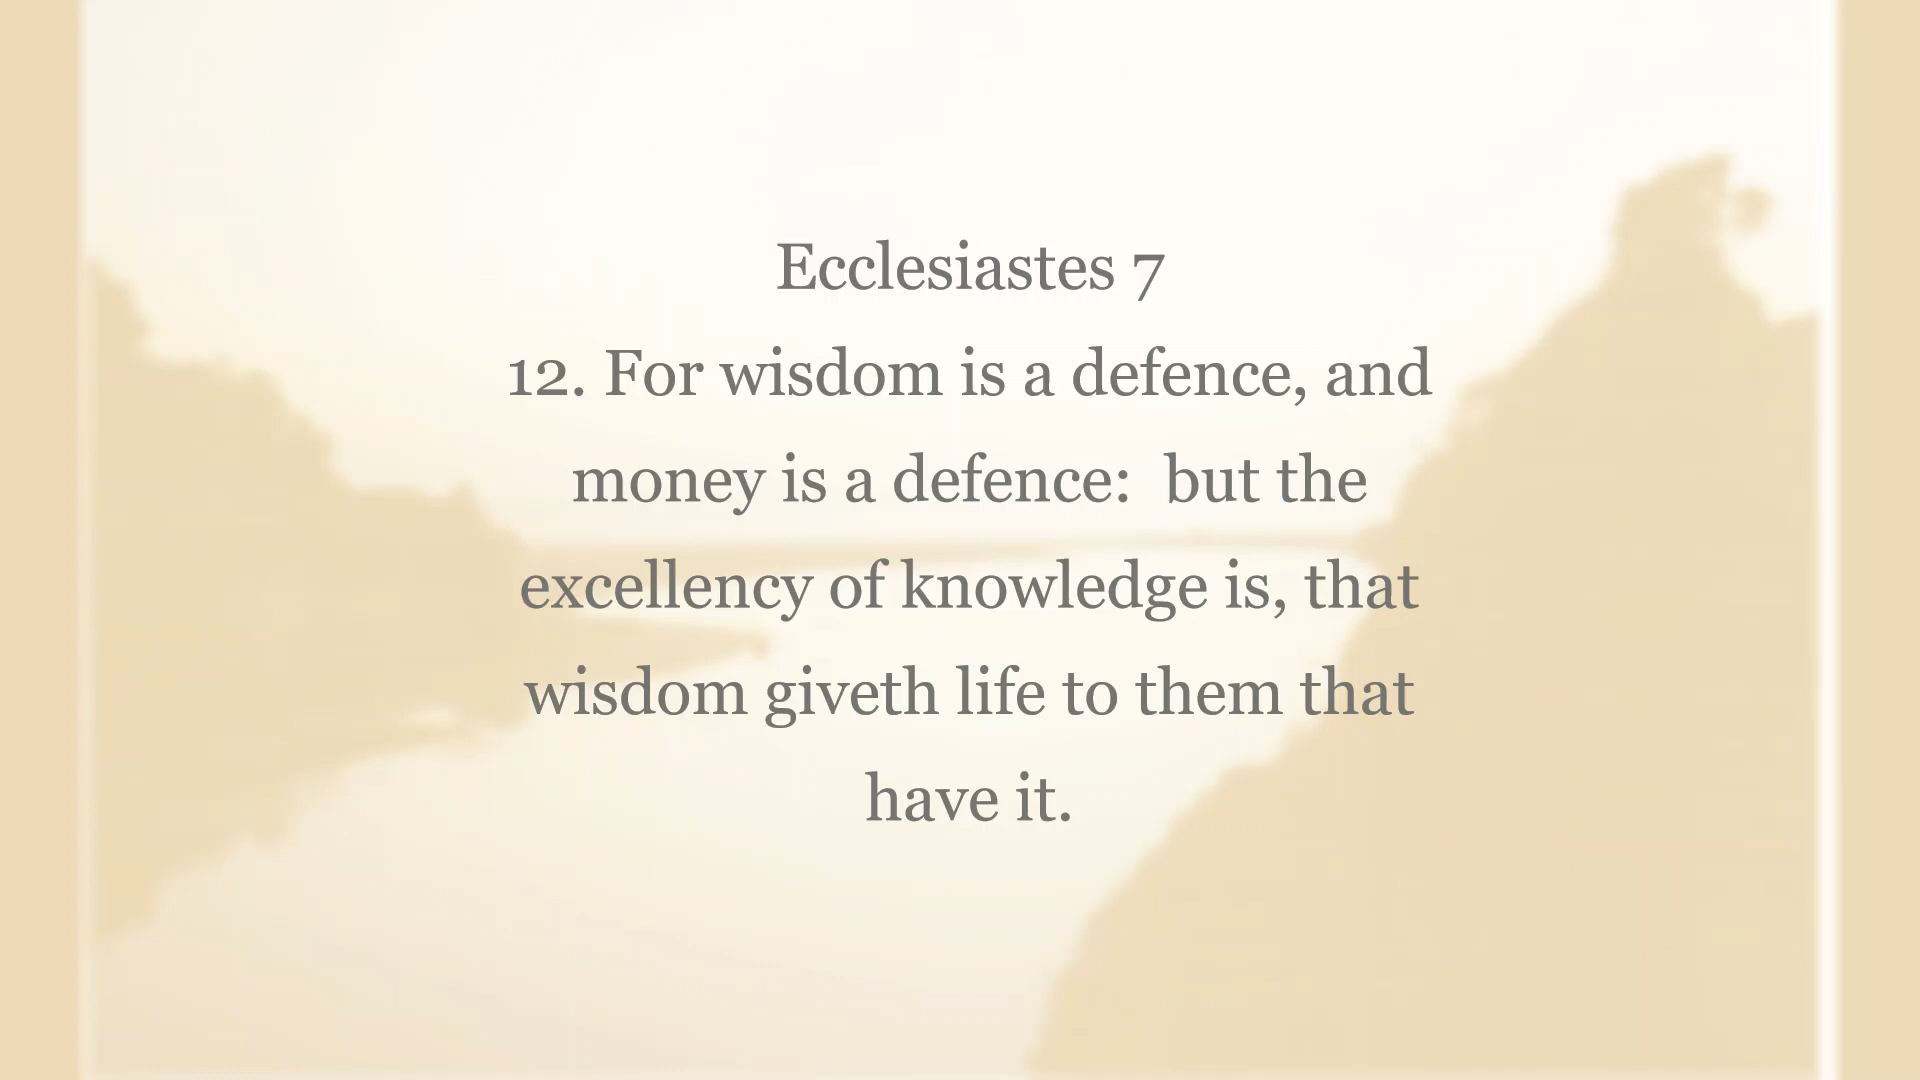 Ecclesiastes 7
12. For wisdom is a defence, and
money is a defence:  but the
excellency of knowledge is, that
wisdom giveth life to them that
have it.